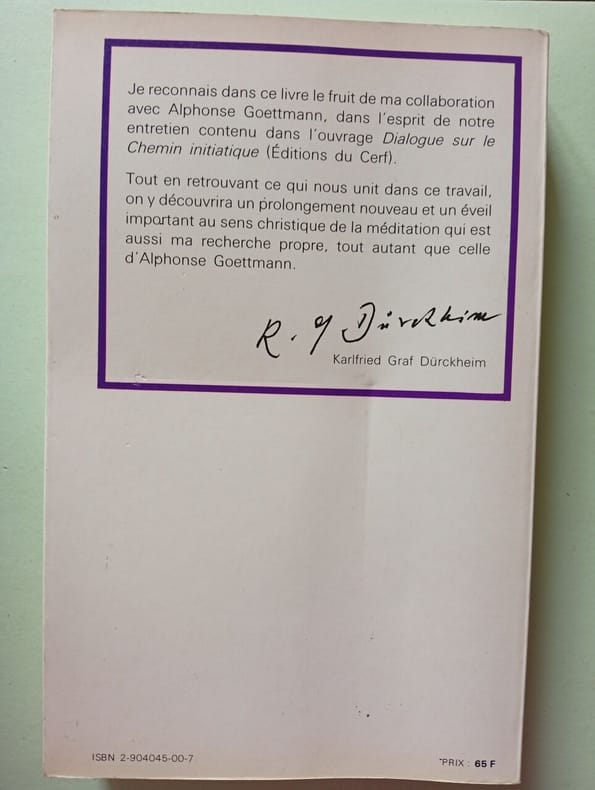 Je reconnais dans ce livre le fruit de ma collaboration
avec Alphonse Goettmann, dans l'esprit de notre
entretien contenu dans l'ouvrage Dialogue sur le
Chemin initiatique (Éditions du Cerf).
Tout en retrouvant ce qui nous unit dans ce travail,
on y découvrira un prolongement nouveau et un éveil
important au sens christique de la méditation qui est
aussi ma recherche propre, tout autant que celle
d'Alphonse Goettmann.
K. G Dürckheim
Karlfried Graf Dürckheim
ISBN 2-904045-00-7
PRIX : 65 F